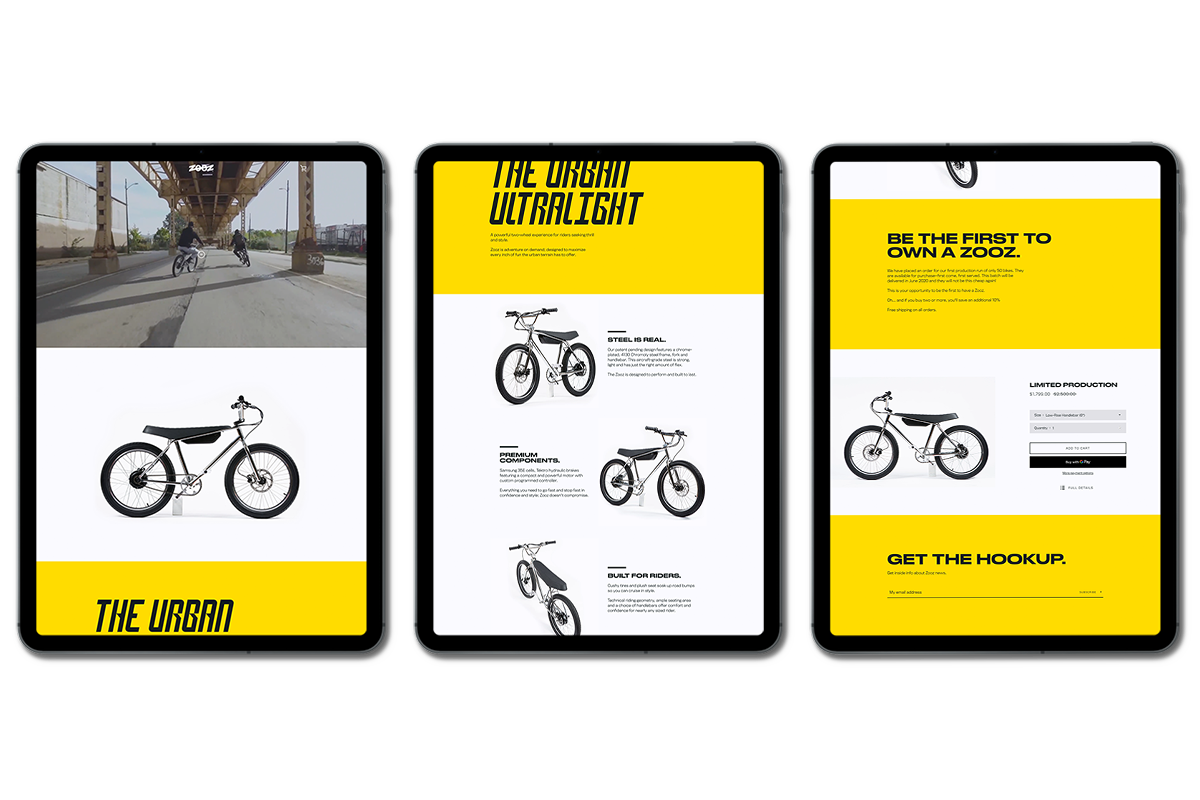 ZOOZ
THE URBAN
THE URBAN
ULTRALIGHT
A powerful two-wheel experience for riders seeking thrill
and style.
Zooz is adventure on demand; designed to maximize
every inch of fun the urban terrain has to offer.
STEEL IS REAL.
Our patent pending design features a chrome-
plated, 4130 Chromoly steel frame, fork and
handlebar. This aircraft-grade steel is strong,
light and has just the right amount of flex.
The Zooz is designed to perform and built to last.
PREMIUM
COMPONENTS.
Samsung 35E cells, Tektro hydraulic brakes
featuring a compact and powerful motor with
custom programmed controller.
Everything you need to go fast and stop fast in
confidence and style. Zooz doesn't compromise.
BUILT FOR RIDERS.
Cushy tires and plush seat soak up road bumps
so you can cruise in style.
Technical riding geometry, ample seating area
and a choice of handlebars offer comfort and
confidence for nearly any sized rider.
BE THE FIRST TO
OWN A ZOOZ.
We have placed an order for our first production run of only 50 bikes. They
are available for purchase–first come, first served. This batch will be
delivered in June 2020 and they will not be this cheap again!
This is your opportunity to be the first to have a Zooz.
Oh... and if you buy two or more, you'll save an additional 10%.
Free shipping on all orders.
LIMITED PRODUCTION
$1,799.00 $2,500.00
Style - Low-Rise Handlebar (6")
Quantity - 1
ADD TO CART
Buy with G Pay
More payment options
FULL DETAILS
GET THE HOOKUP.
Get inside info about Zooz news.
My email address
SUBSCRIBE